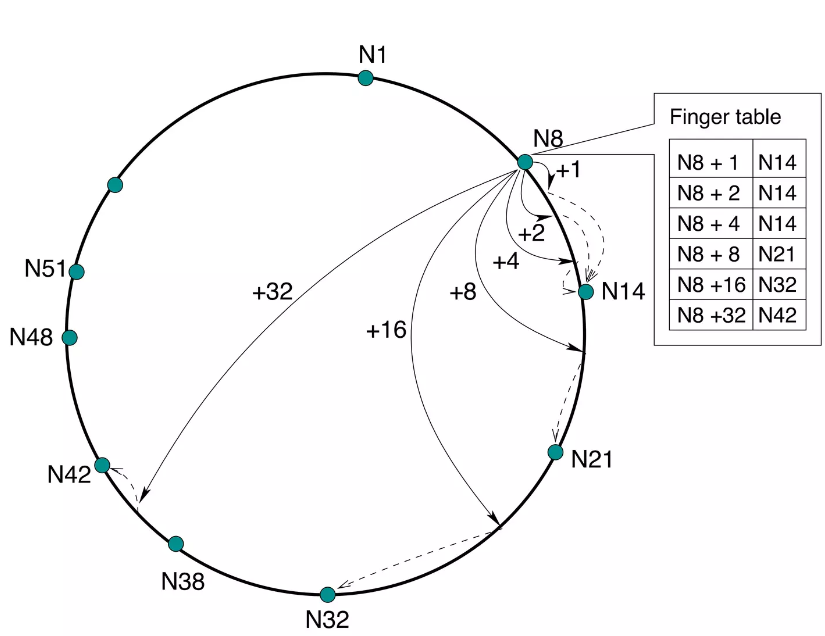 N1
N8
Finger table
N8 + 1 N14
N8 + 2 N14
N8 + 4 N14
N8 + 8 N21
N8 +16 N32
N8 +32 N42
+1
+2
+4
+8
+16
+32
N14
N51
N48
N42
N21
N38
N32